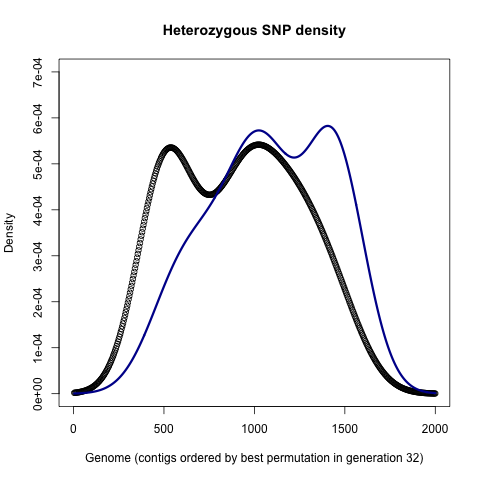 Heterozygous SNP density
Density
7e-04
6e-04
5e-04
4e-04
3e-04
2e-04
1e-04
0e+00
0 500 1000 1500 2000
Genome (contigs ordered by best permutation in generation 32)